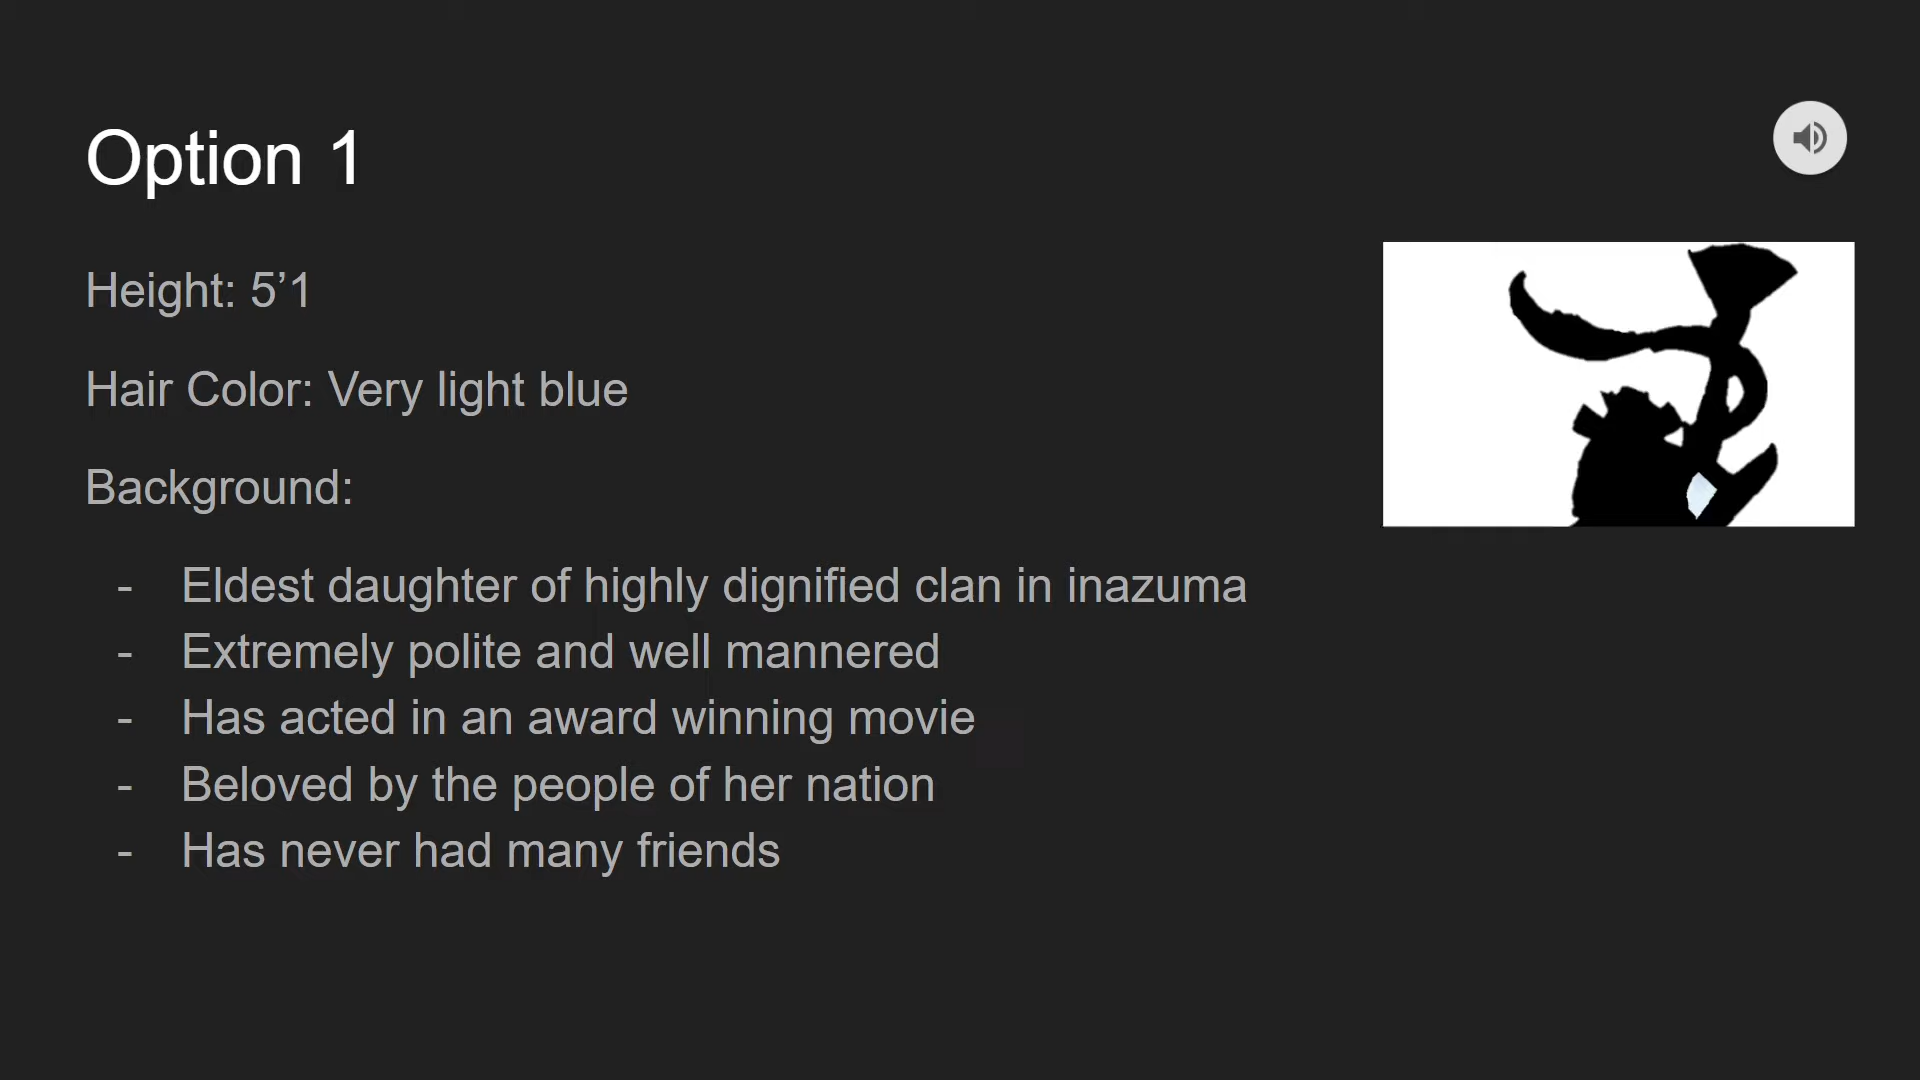 Option 1
Height: 5’1
Hair Color: Very light blue
Background:
- Eldest daughter of highly dignified clan in inazuma
- Extremely polite and well mannered
- Has acted in an award winning movie
- Beloved by the people of her nation
- Has never had many friends